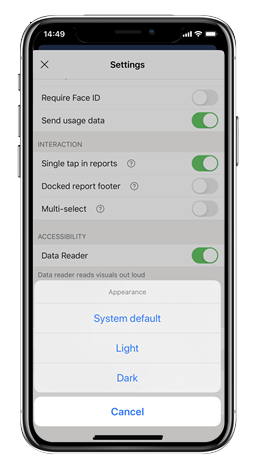 14:49
Settings
Require Face ID
Send usage data
INTERACTION
Single tap in reports
Docked report footer
Multi-select
ACCESSIBILITY
Data Reader
Data reader reads visuals out loud
Appearance
System default
Light
Dark
Cancel